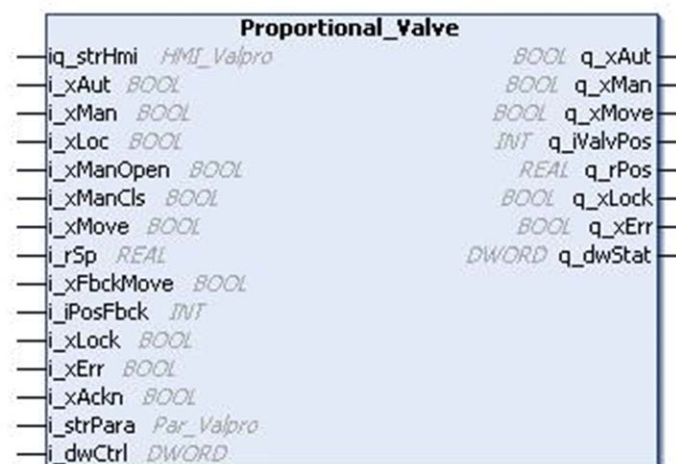 Proportional_Valve
iq_strHmi HMI_Valpro BOOL q_xAut
i_xAut BOOL BOOL q_xMan
i_xMan BOOL BOOL q_xMove
i_xLoc BOOL INT q_iValvPos
i_xManOpen BOOL REAL q_rPos
i_xManCls BOOL BOOL q_xLock
i_xMove BOOL BOOL q_xErr
i_rSp REAL DWORD q_dwStat
i_xFbckMove BOOL
i_iPosFbck INT
i_xLock BOOL
i_xErr BOOL
i_xAckn BOOL
i_strPara Par_Valpro
i_dwCtrl DWORD